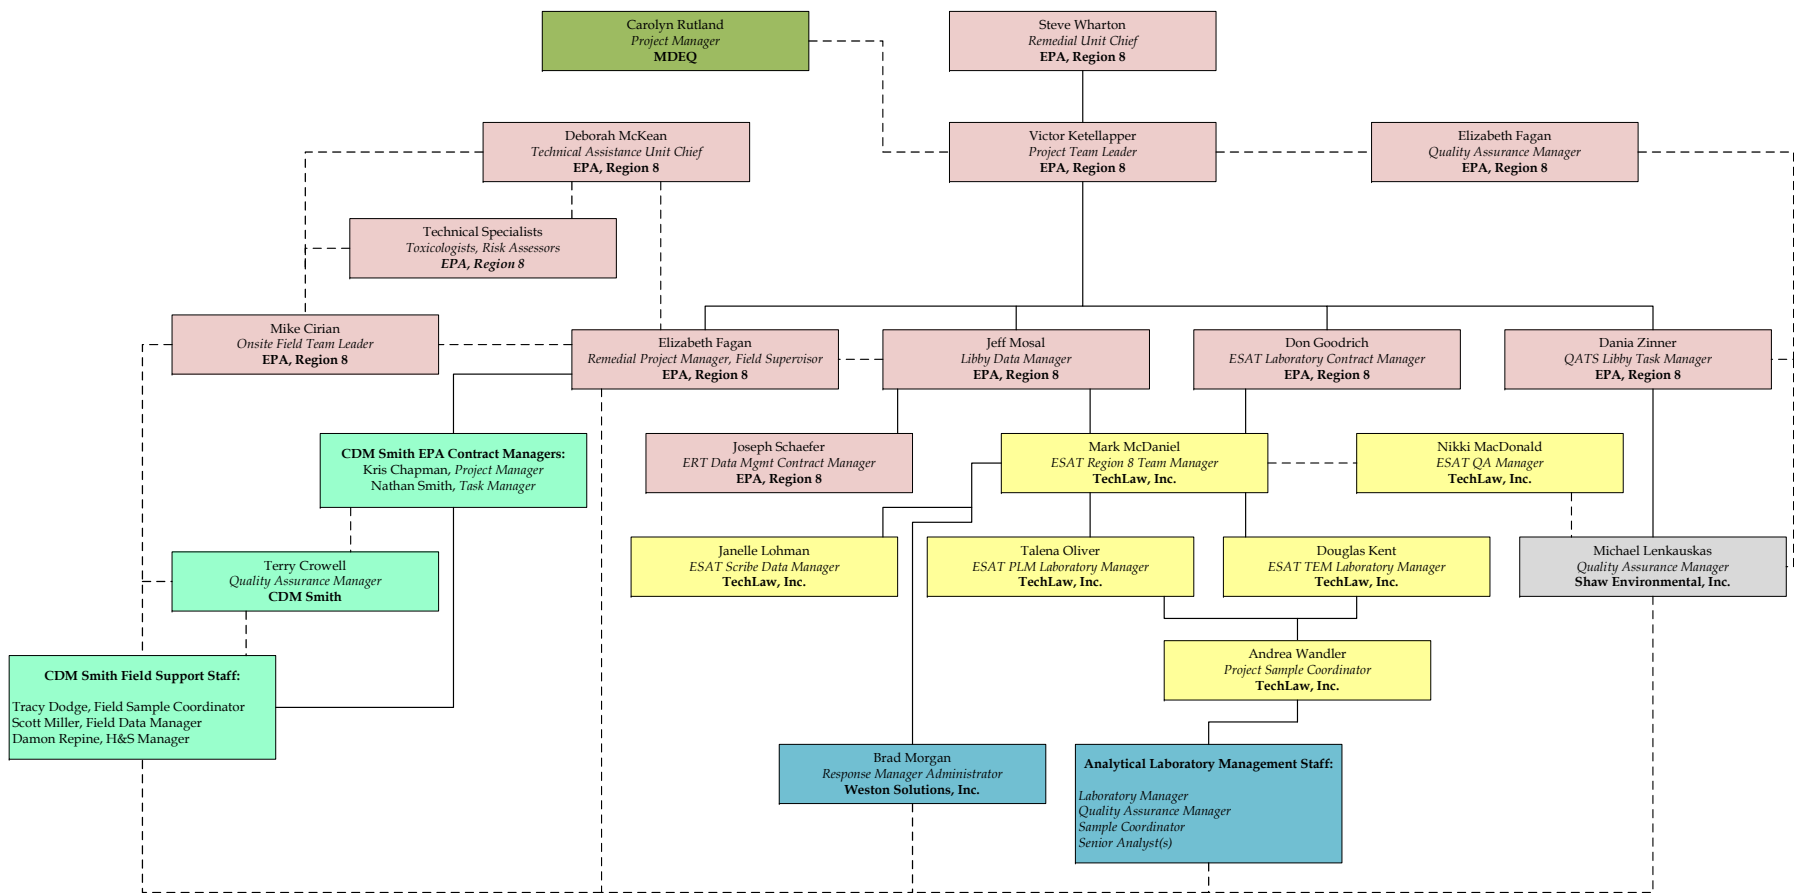 Carolyn Rutland
Project Manager
MDEQ
Steve Wharton
Remedial Unit Chief
EPA, Region 8
Deborah McKean
Technical Assistance Unit Chief
EPA, Region 8
Victor Ketellapper
Project Team Leader
EPA, Region 8
Elizabeth Fagan
Quality Assurance Manager
EPA, Region 8
Technical Specialists
Toxicologists, Risk Assessors
EPA, Region 8
Mike Cirian
Onsite Field Team Leader
EPA, Region 8
Elizabeth Fagan
Remedial Project Manager, Field Supervisor
EPA, Region 8
Jeff Mosal
Libby Data Manager
EPA, Region 8
Don Goodrich
ESAT Laboratory Contract Manager
EPA, Region 8
Dania Zinner
QATS Libby Task Manager
EPA, Region 8
CDM Smith EPA Contract Managers:
Kris Chapman, Project Manager
Nathan Smith, Task Manager
Joseph Schaefer
ERT Data Mgmt Contract Manager
EPA, Region 8
Mark McDaniel
ESAT Region 8 Team Manager
TechLaw, Inc.
Nikki MacDonald
ESAT QA Manager
TechLaw, Inc.
Terry Crowell
Quality Assurance Manager
CDM Smith
Janelle Lohman
ESAT Scribe Data Manager
TechLaw, Inc.
Talena Oliver
ESAT PLM Laboratory Manager
TechLaw, Inc.
Douglas Kent
ESAT TEM Laboratory Manager
TechLaw, Inc.
Michael Lenkauskas
Quality Assurance Manager
Shaw Environmental, Inc.
CDM Smith Field Support Staff:
Tracy Dodge, Field Sample Coordinator
Scott Miller, Field Data Manager
Damon Repine, H&S Manager
Andrea Wandler
Project Sample Coordinator
TechLaw, Inc.
Brad Morgan
Response Manager Administrator
Weston Solutions, Inc.
Analytical Laboratory Management Staff:
Laboratory Manager
Quality Assurance Manager
Sample Coordinator
Senior Analyst(s)